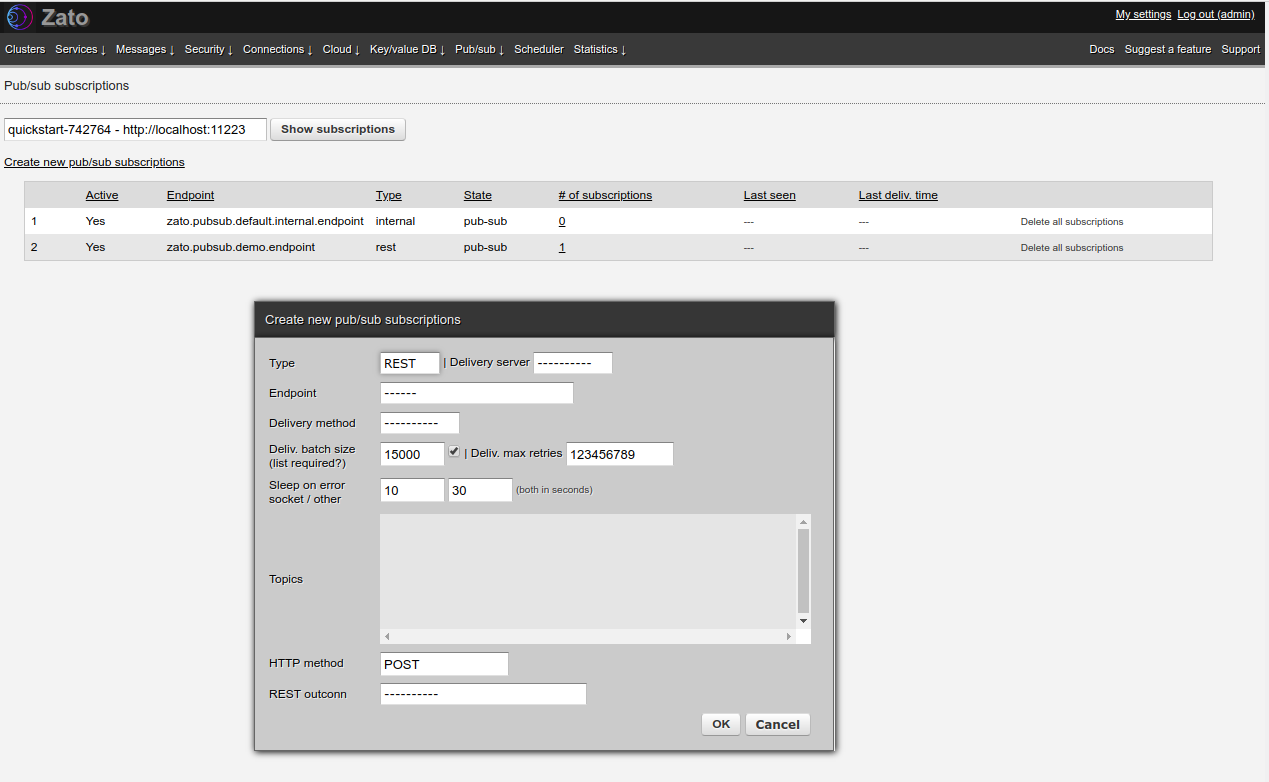 Zato
My settings Log out (admin)
Clusters Services ↓ Messages ↓ Security ↓ Connections ↓ Cloud ↓ Key/value DB ↓ Pub/sub ↓ Scheduler Statistics ↓ Docs Suggest a feature Support
Pub/sub subscriptions
quickstart-742764 - http://localhost:11223 Show subscriptions
Create new pub/sub subscriptions
Active Endpoint Type State # of subscriptions Last seen Last deliv. time
1 Yes zato.pubsub.default.internal.endpoint internal pub-sub 0 --- --- Delete all subscriptions
2 Yes zato.pubsub.demo.endpoint rest pub-sub 1 --- --- Delete all subscriptions
Create new pub/sub subscriptions
Type REST | Delivery server ----------
Endpoint ------
Delivery method ----------
Deliv. batch size
(list required?) 15000 | Deliv. max retries 123456789
Sleep on error
socket / other 10 30 (both in seconds)
Topics
HTTP method POST
REST outconn ----------
OK Cancel